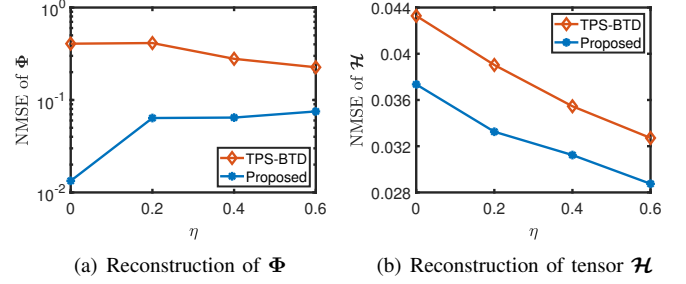 10⁰
10⁻¹
10⁻²
NMSE of Φ
TPS-BTD
Proposed
0 0.2 0.4 0.6
η
(a) Reconstruction of Φ
0.044
0.04
0.036
0.032
0.028
NMSE of 𝓗
TPS-BTD
Proposed
0 0.2 0.4 0.6
η
(b) Reconstruction of tensor 𝓗